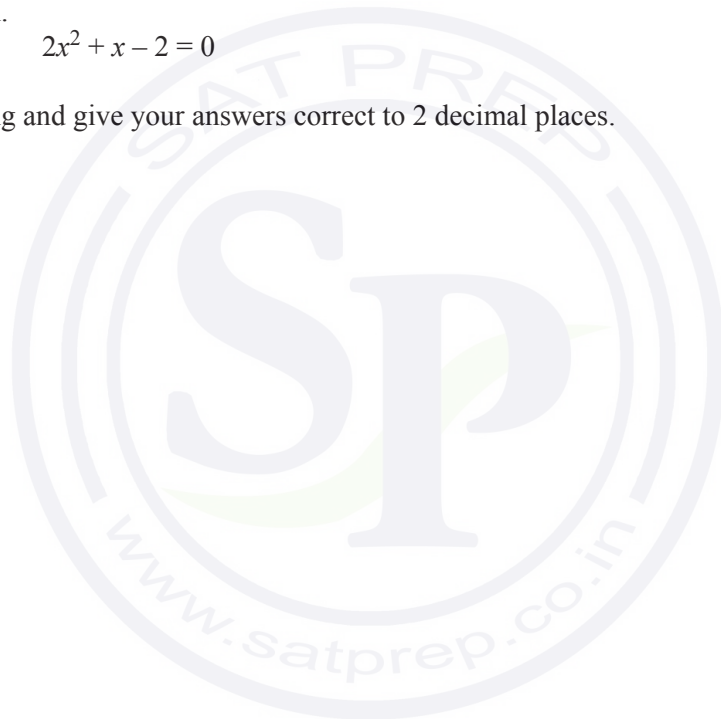 .
2x² + x – 2 = 0
g and give your answers correct to 2 decimal places.
SAT PREP
SP
www.satprep.co.in